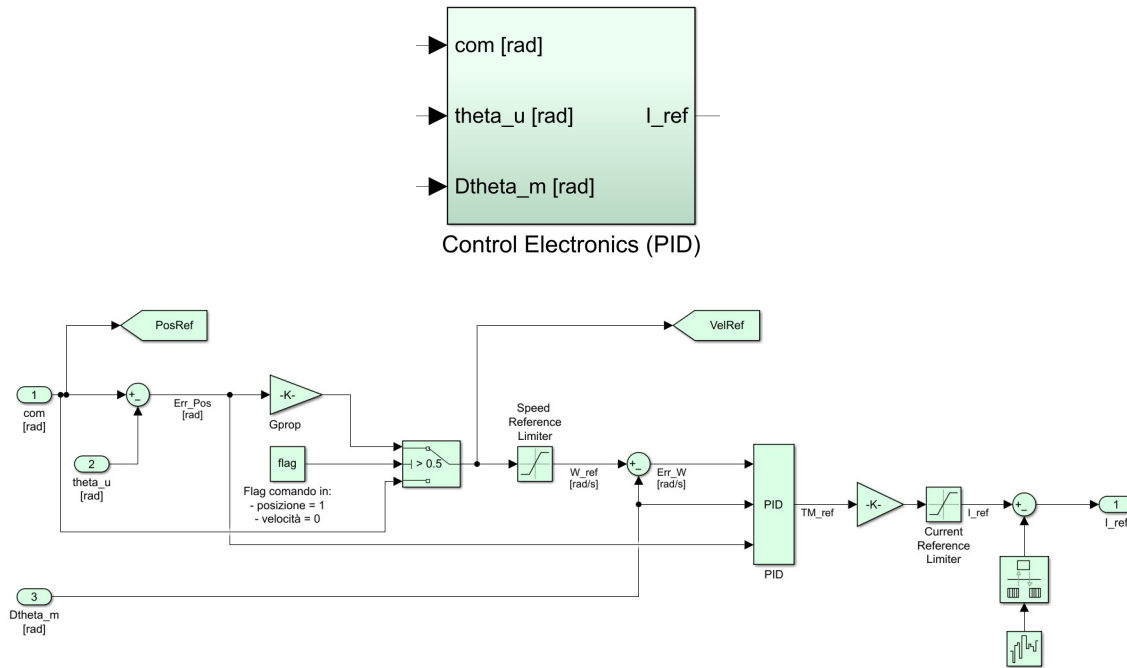 com [rad]
theta_u [rad]
I_ref
Dtheta_m [rad]
Control Electronics (PID)
PosRef
VelRef
1
com
[rad]
+
-
Err_Pos
[rad]
-K-
Gprop
2
theta_u
[rad]
flag
Flag comando in:
- posizione = 1
- velocità = 0
> 0.5
Speed
Reference
Limiter
W_ref
[rad/s]
+
-
Err_W
[rad/s]
PID
PID
TM_ref
-K-
Current
Reference
Limiter
I_ref
+
-
1
I_ref
3
Dtheta_m
[rad]